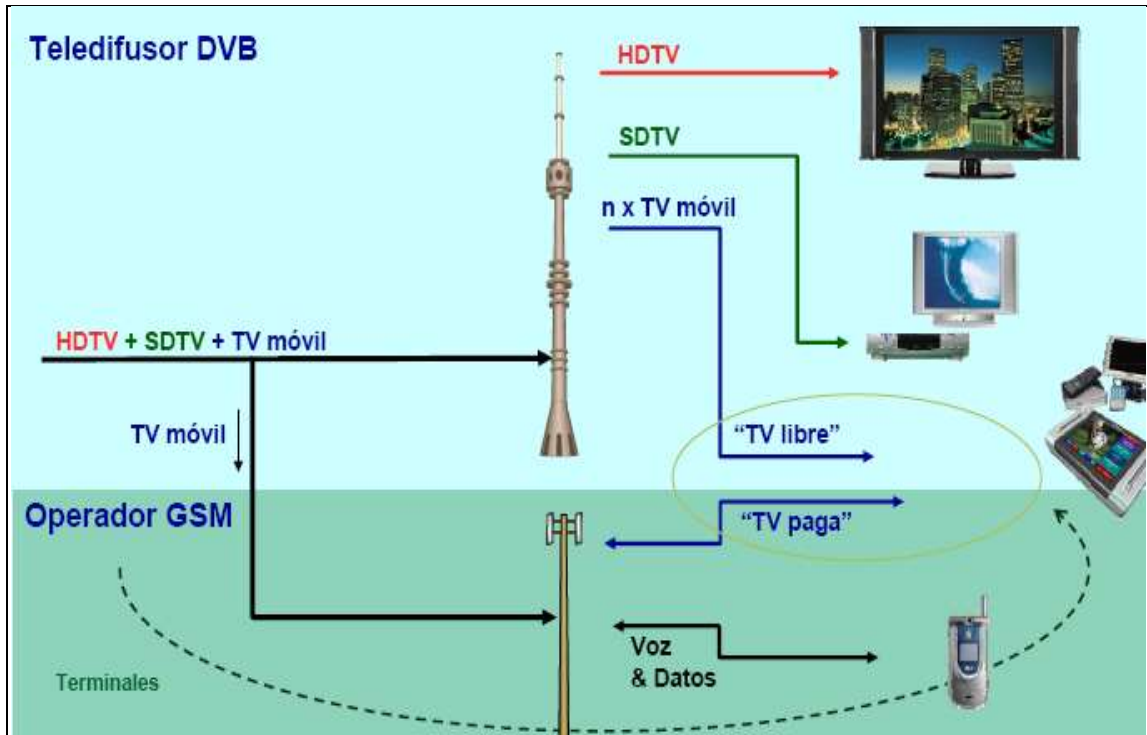 Teledifusor DVB
HDTV
SDTV
n x TV móvil
HDTV + SDTV + TV móvil
TV móvil
“TV libre”
Operador GSM
“TV paga”
Voz
& Datos
Terminales